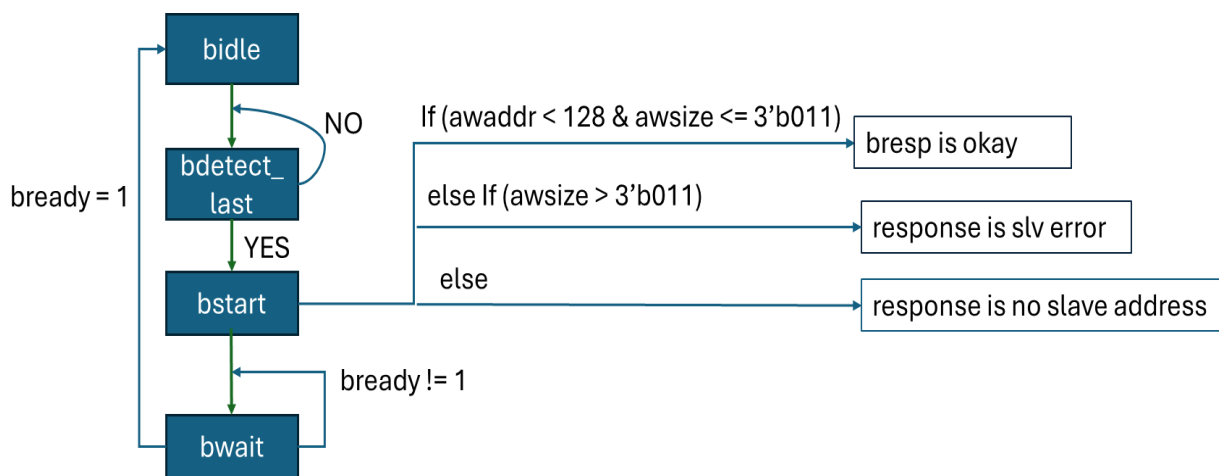 bidle
NO
If (awaddr < 128 & awsize <= 3’b011)
bresp is okay
bdetect_
last
bready = 1
else If (awsize > 3’b011)
response is slv error
YES
else
bstart
response is no slave address
bready != 1
bwait